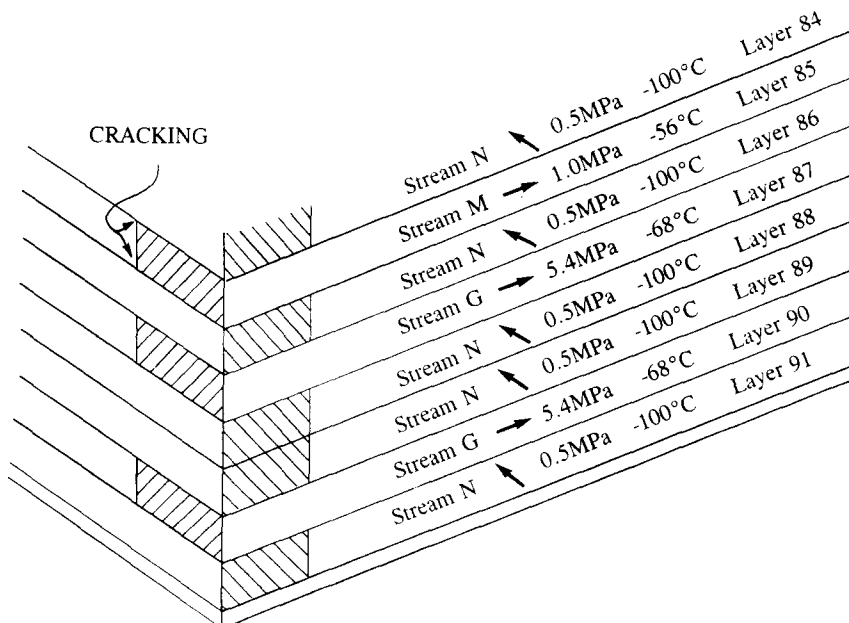 CRACKING
Stream N 0.5MPa -100°C Layer 84
Stream M 1.0MPa -56°C Layer 85
Stream N 0.5MPa -100°C Layer 86
Stream G 5.4MPa -68°C Layer 87
Stream N 0.5MPa -100°C Layer 88
Stream N 0.5MPa -100°C Layer 89
Stream G 5.4MPa -68°C Layer 90
Stream N 0.5MPa -100°C Layer 91